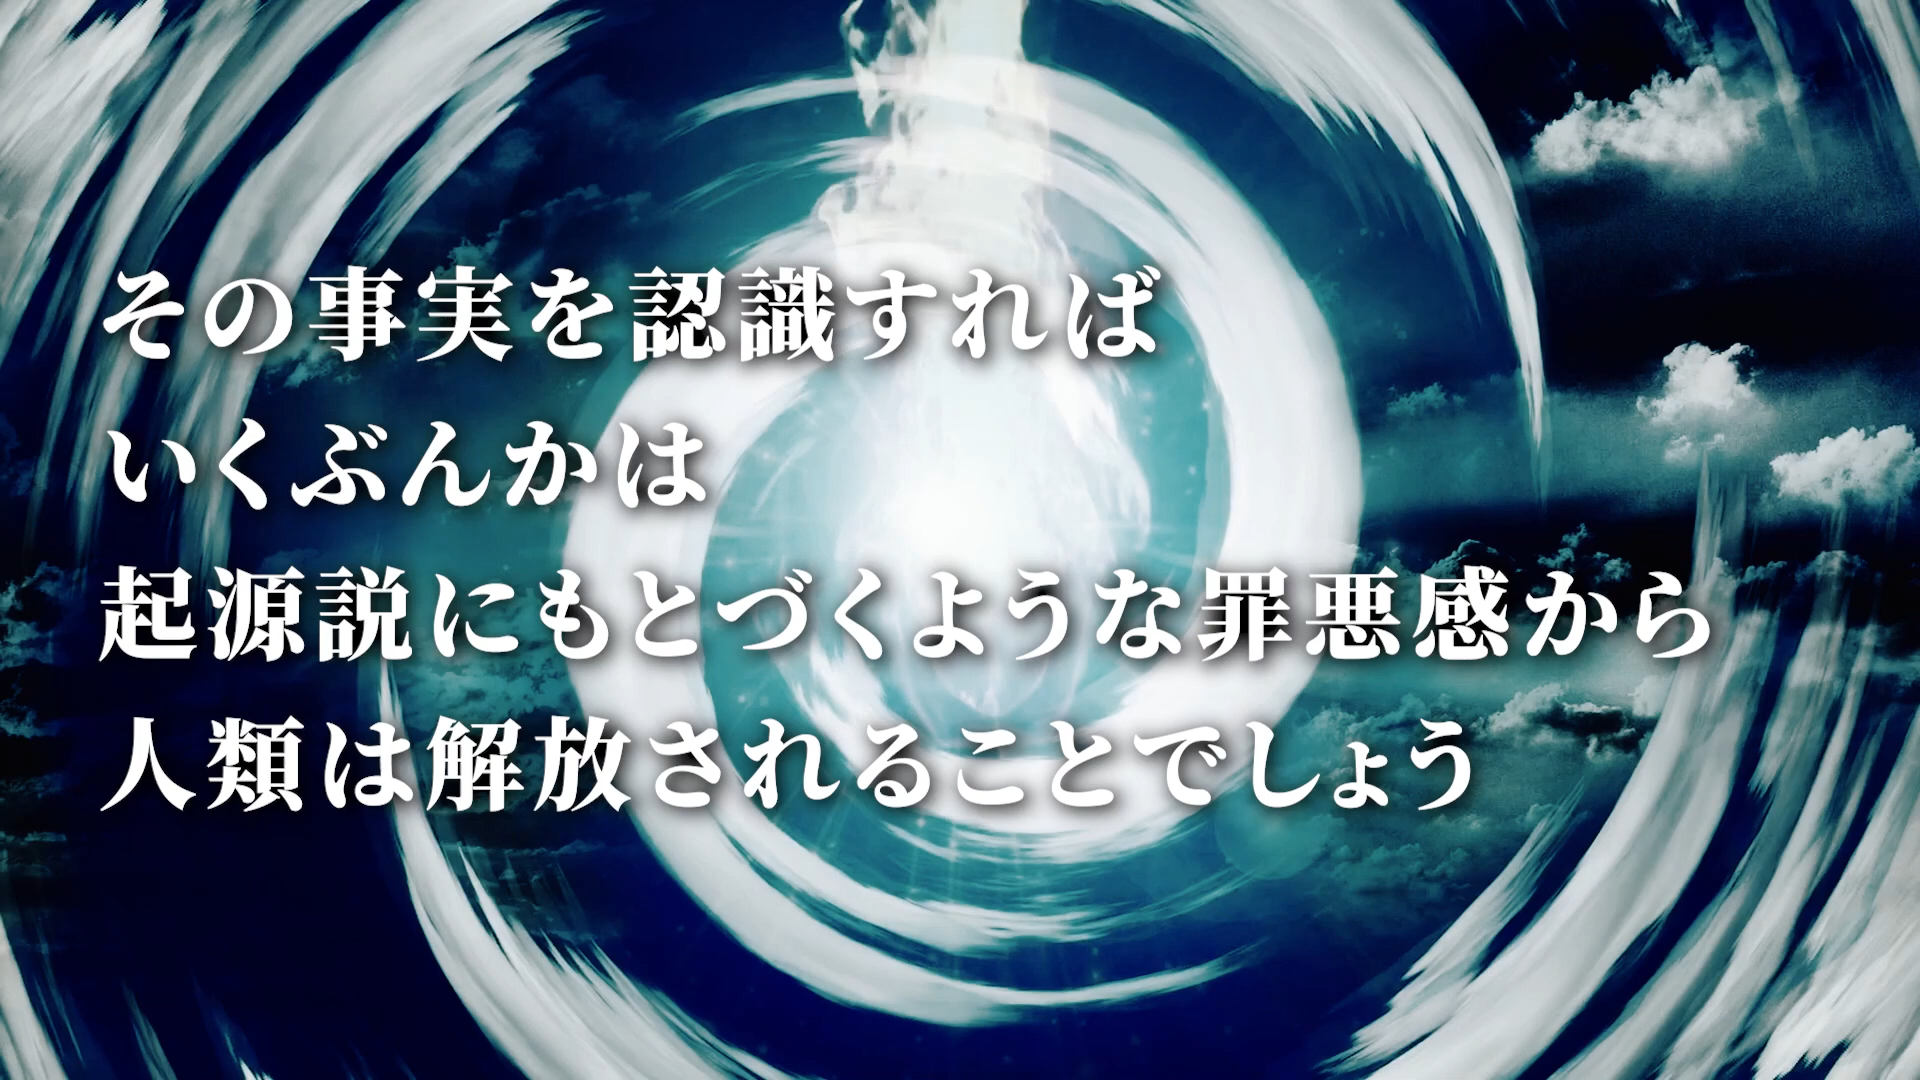 その事実を認識すれば
いくぶんかは
起源説にもとづくような罪悪感から
人類は解放されることでしょう